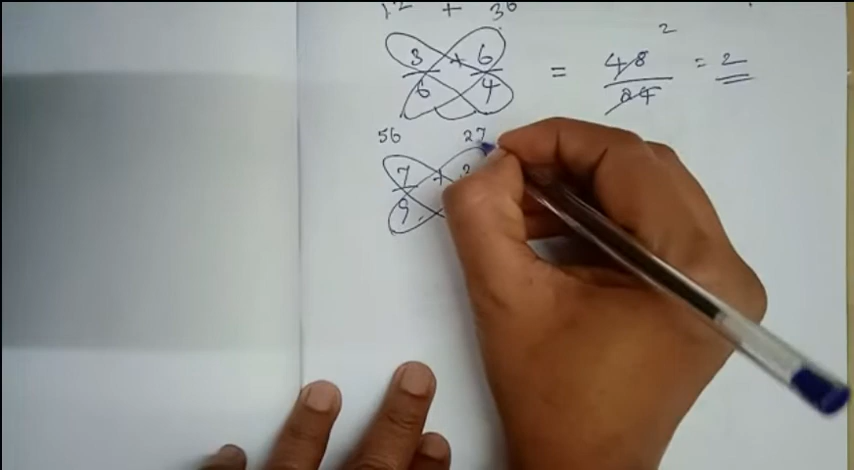 12 + 36
3/6 + 6/4 = 48/24 = 2
2
56 27
7/9 +